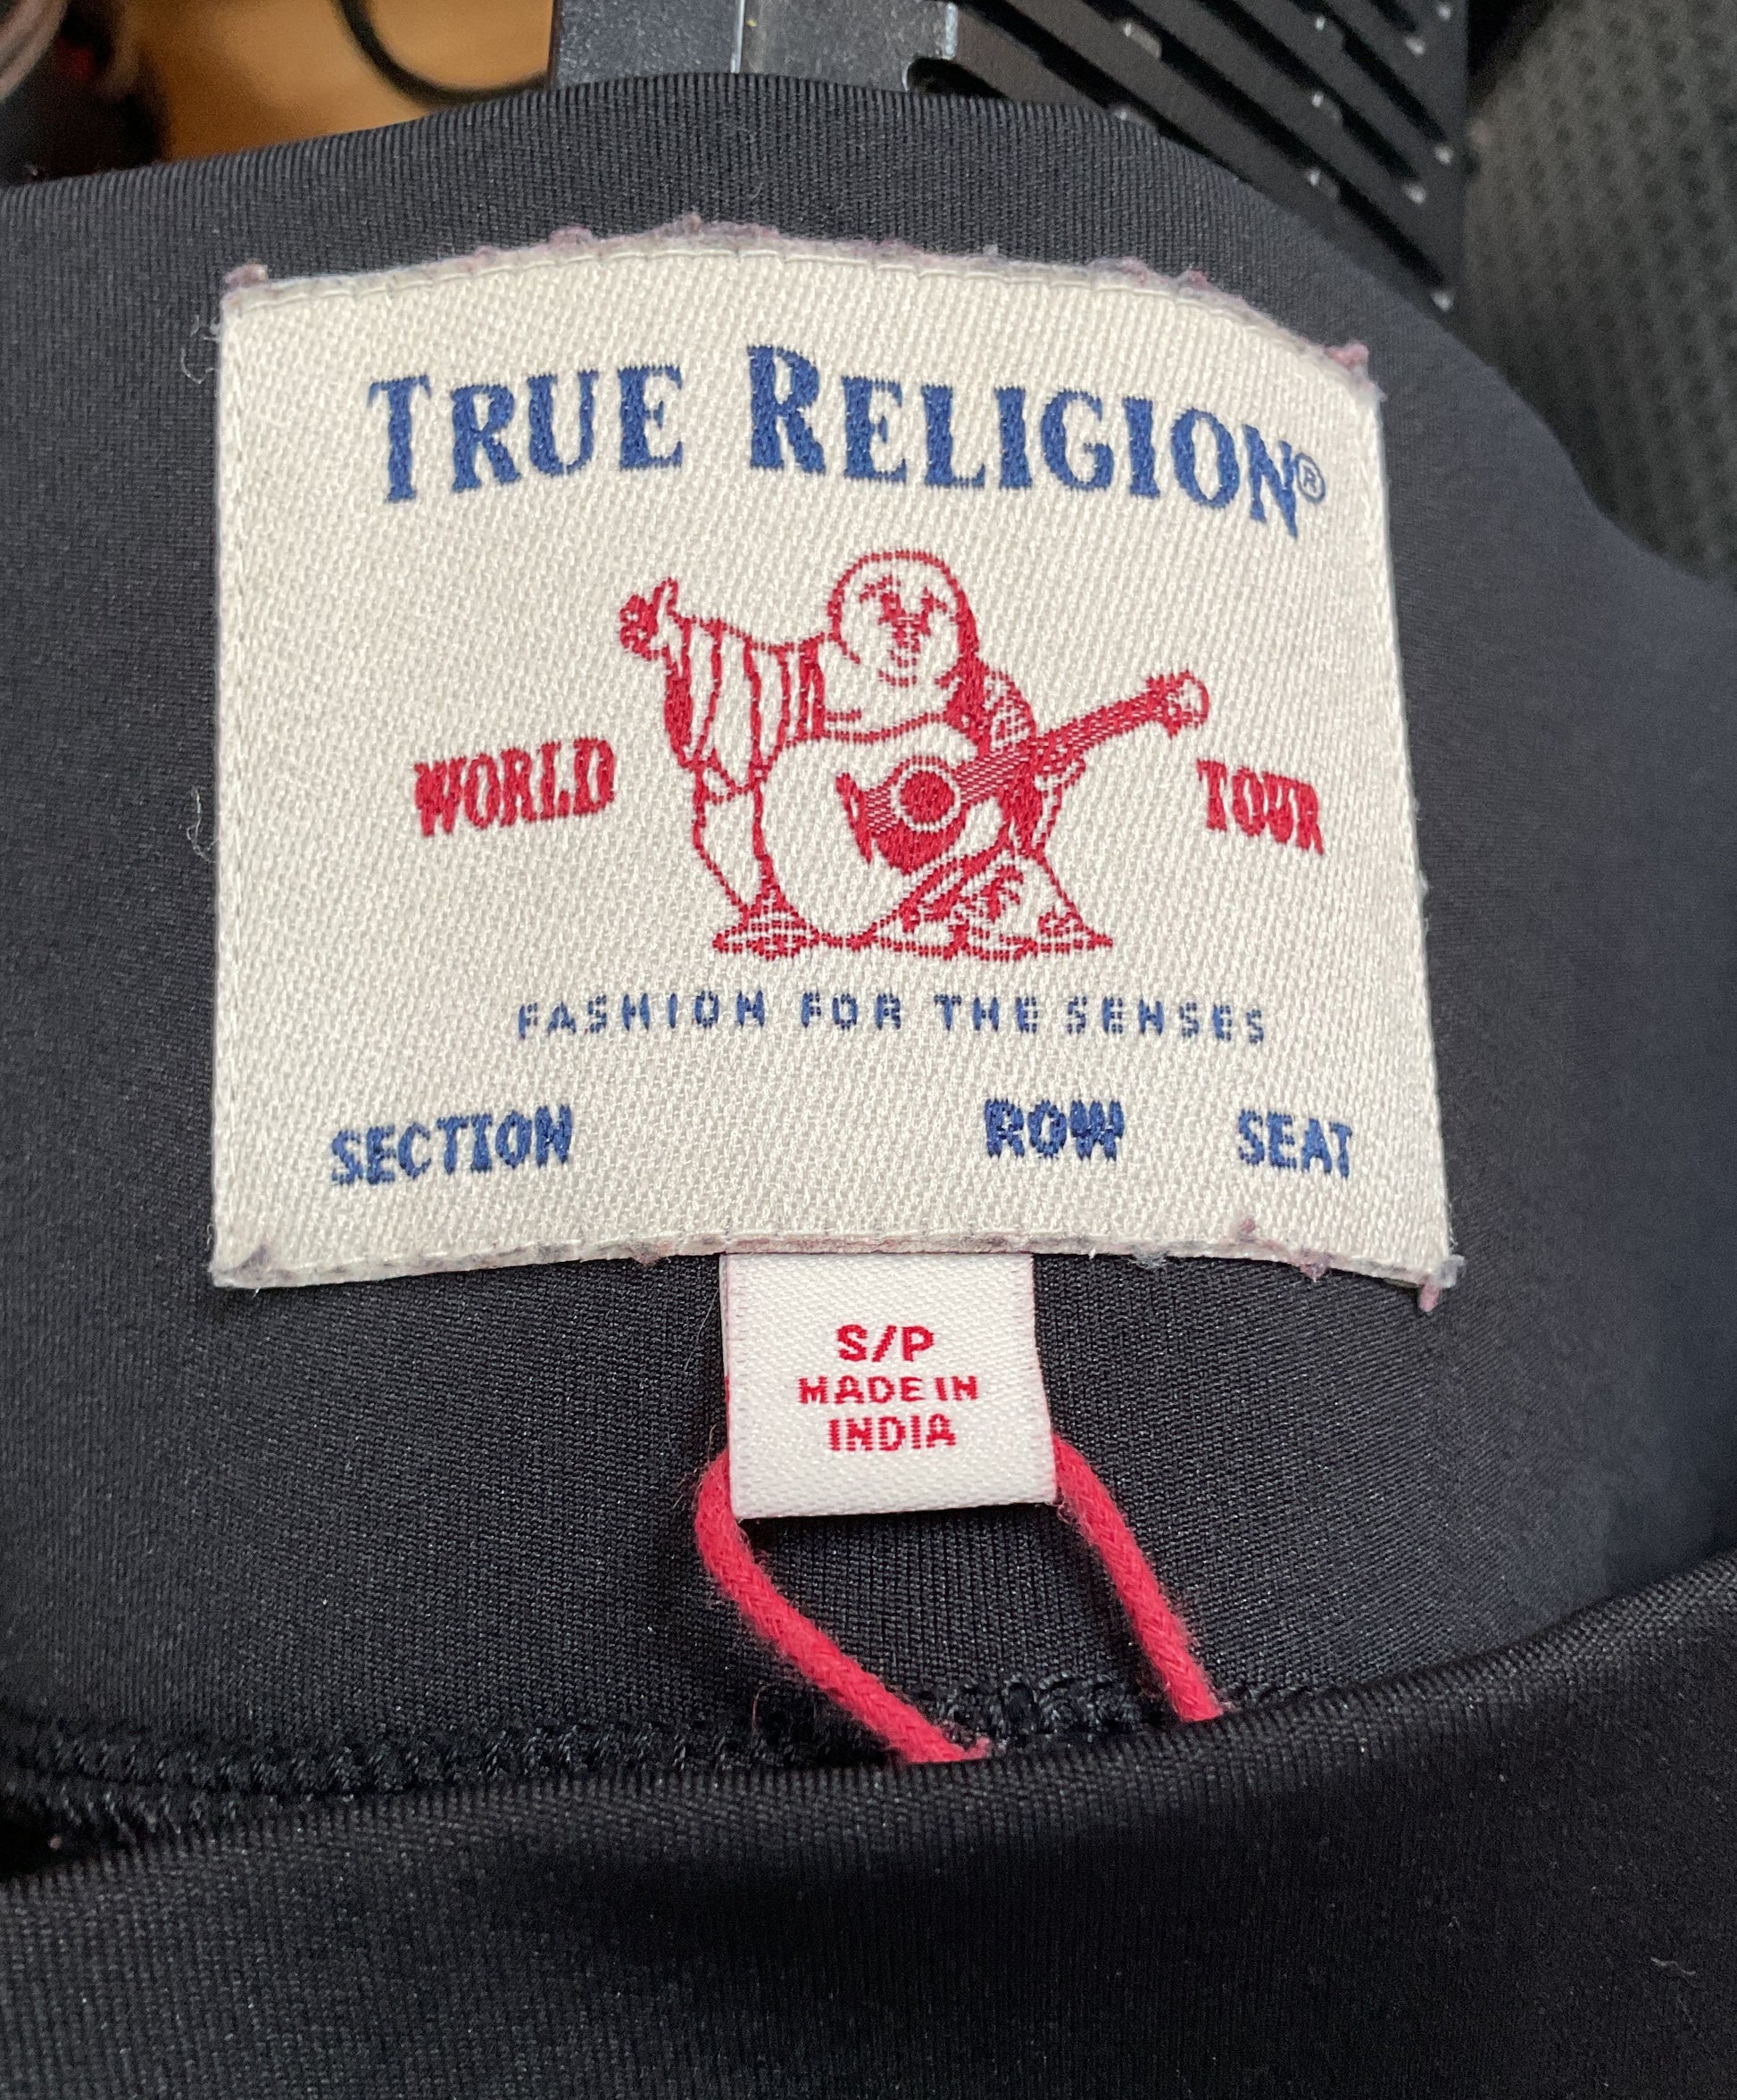 TRUE RELIGION®
WORLD TOUR
FASHION FOR THE SENSES
SECTION ROW SEAT
S/P
MADE IN
INDIA